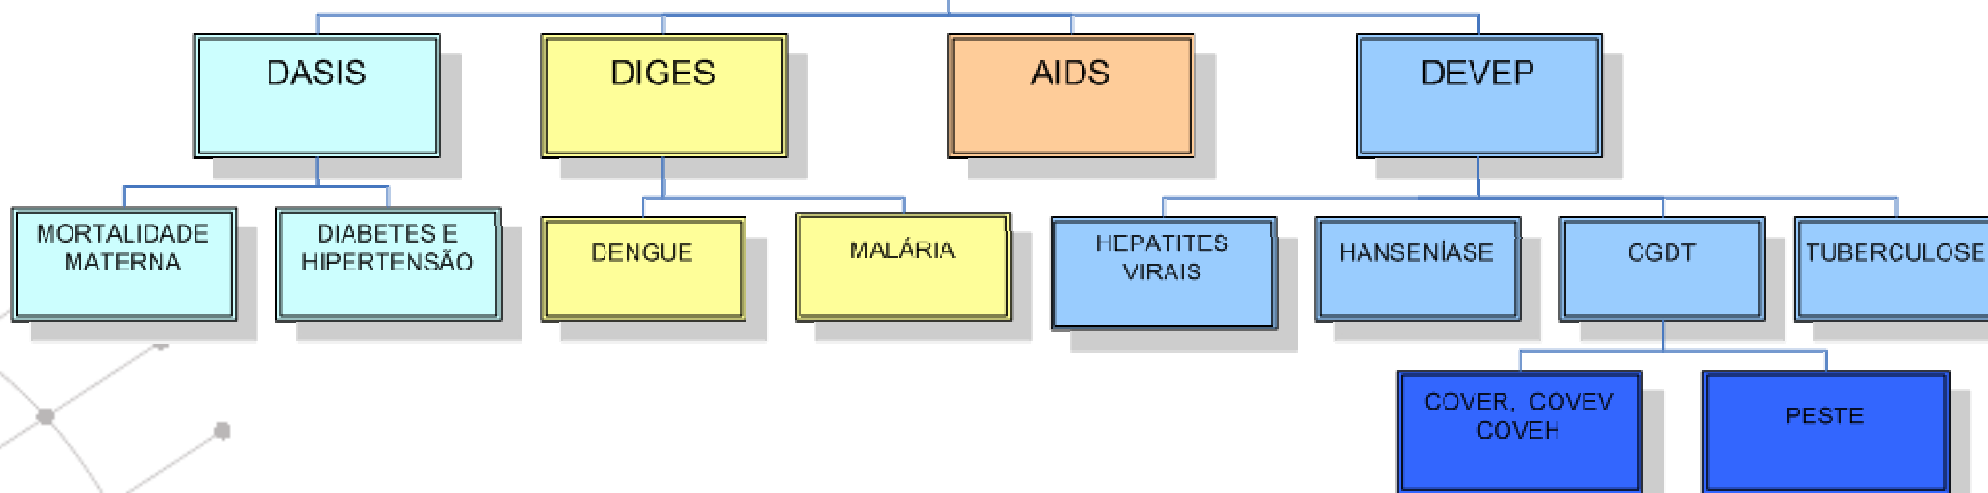 DASIS
DIGES
AIDS
DEVEP
MORTALIDADE
MATERNA
DIABETES E
HIPERTENSÃO
DENGUE
MALÁRIA
HEPATITES
VIRAIS
HANSENÍASE
CGDT
TUBERCULOSE
COVER, COVEV
COVEH
PESTE